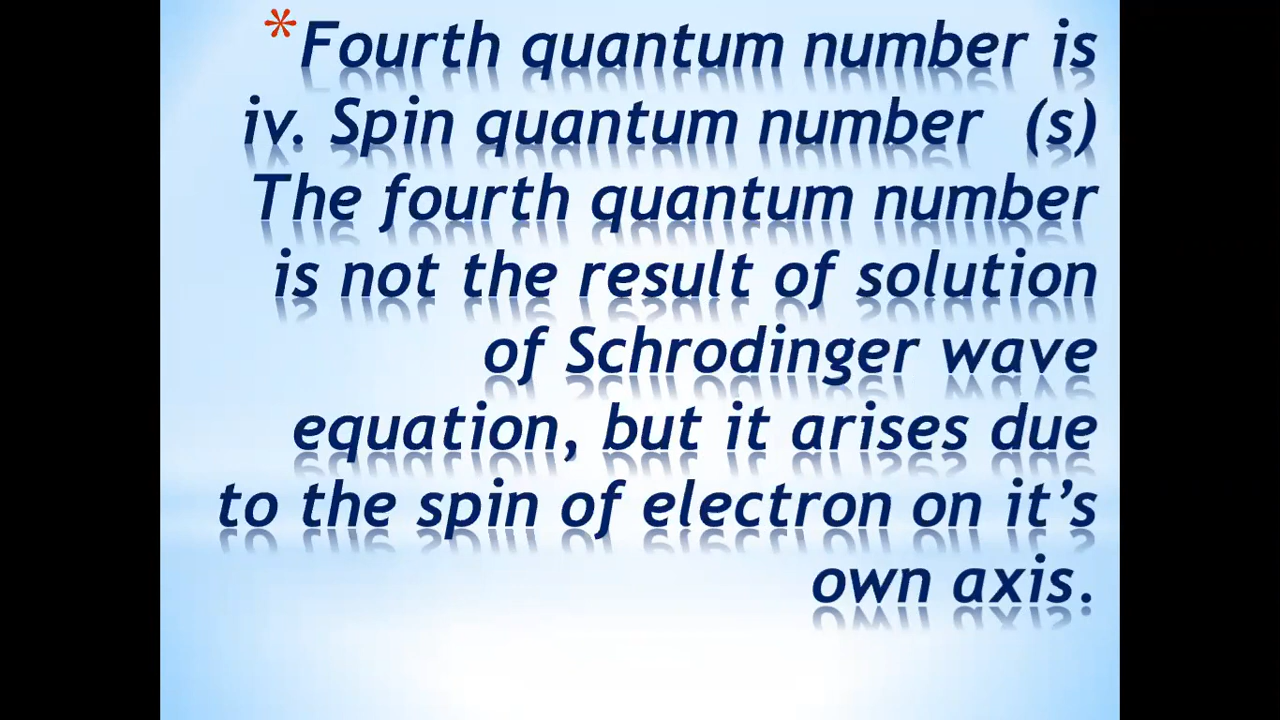 *Fourth quantum number is
iv. Spin quantum number (s)
The fourth quantum number
is not the result of solution
of Schrodinger wave
equation, but it arises due
to the spin of electron on it’s
own axis.